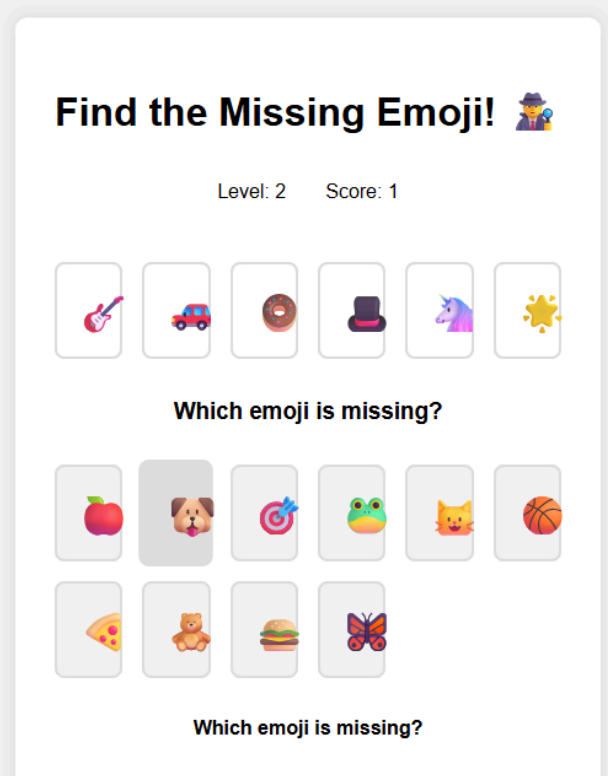 Find the Missing Emoji! 🕵️
Level: 2 Score: 1
Which emoji is missing?
Which emoji is missing?